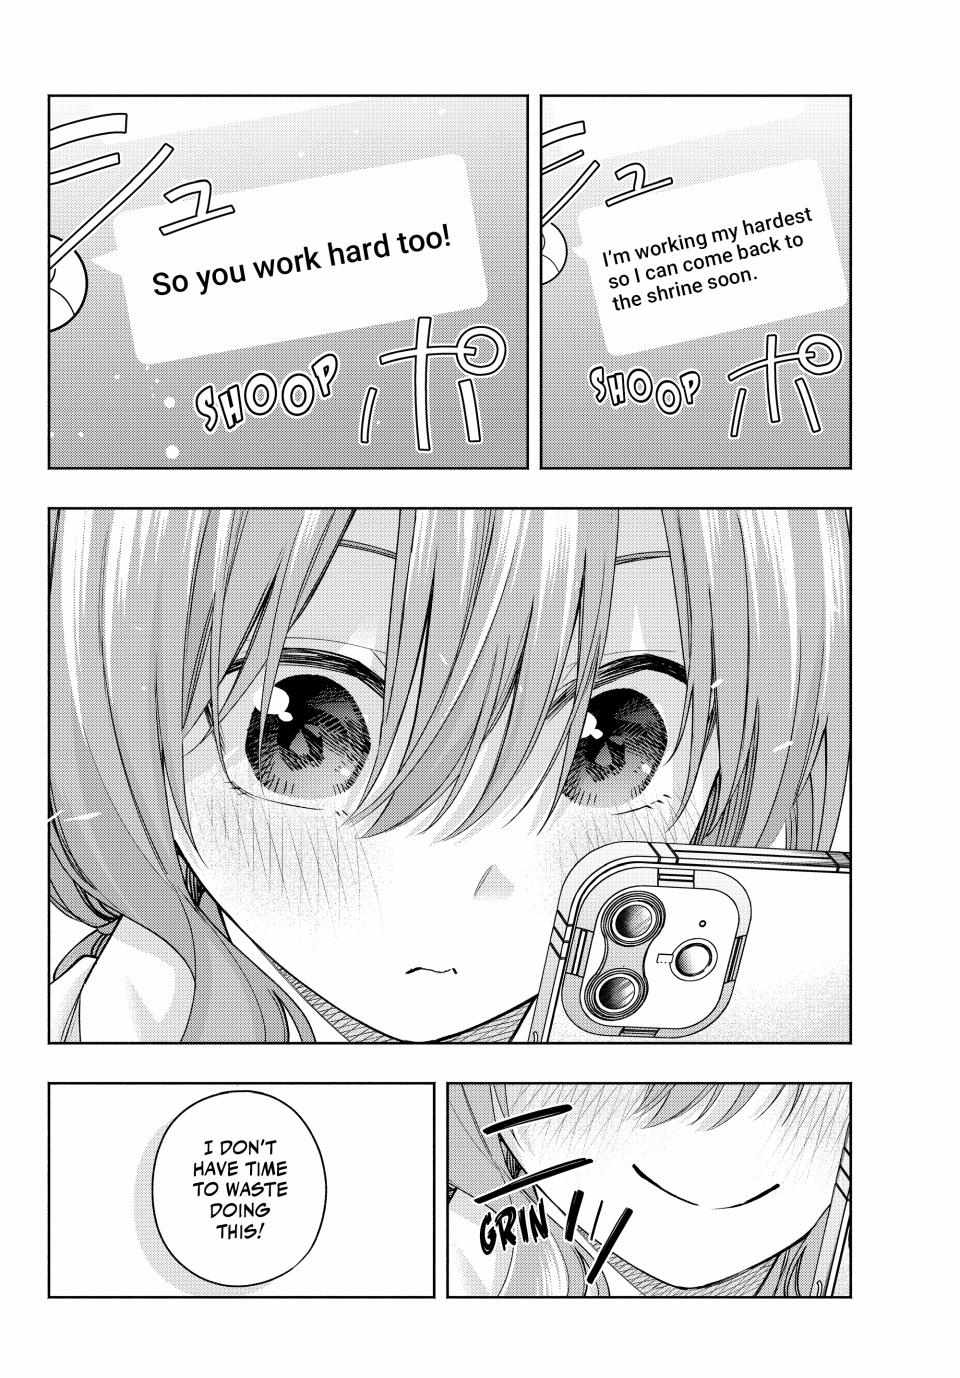 I'm working my hardest
so I can come back to
the shrine soon.
シュ
ポ
SHOOP
So you work hard too!
シュ
ポ
SHOOP
GRIN
I DON'T
HAVE TIME
TO WASTE
DOING
THIS!